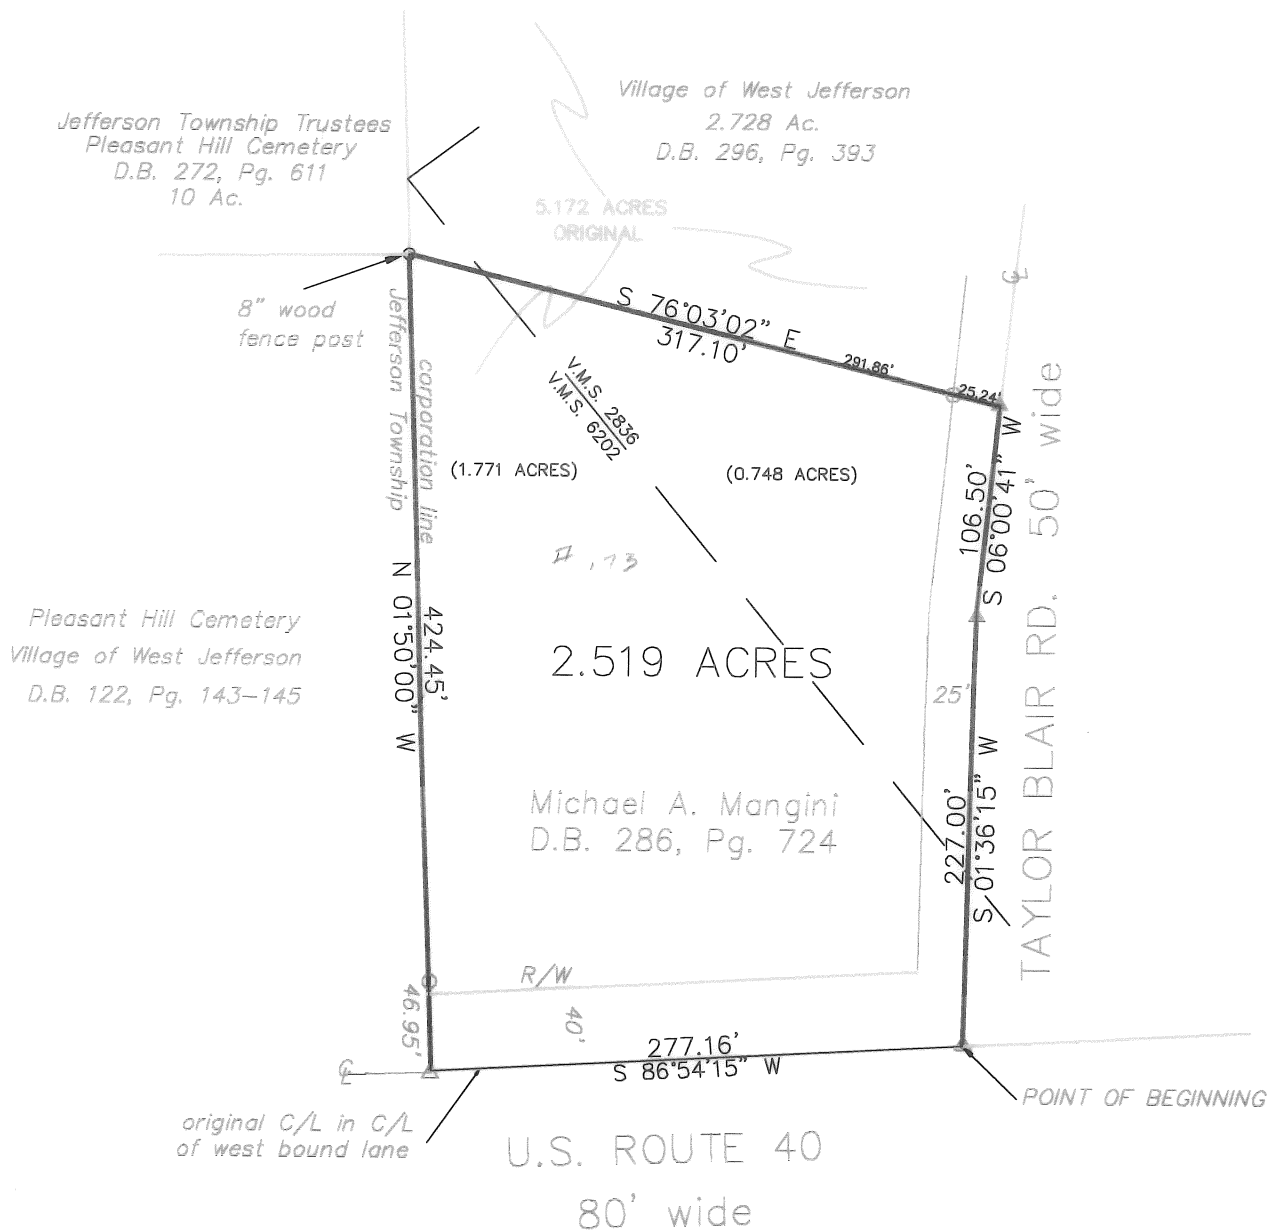 Village of West Jefferson
2.728 Ac.
D.B. 296, Pg. 393
Jefferson Township Trustees
Pleasant Hill Cemetery
D.B. 272, Pg. 611
10 Ac.
5.172 ACRES
ORIGINAL
8" wood
fence post
S 76°03'02" E
317.10'
291.86'
25.24'
V.M.S. 2836
V.M.S. 6202
Jefferson Township
corporation line
(1.771 ACRES)
(0.748 ACRES)
106.50'
S 06°00'41" W
TAYLOR BLAIR RD. 50' wide
N 01°50'00" W
424.45'
Pleasant Hill Cemetery
Village of West Jefferson
D.B. 122, Pg. 143-145
2.519 ACRES
25'
Michael A. Mangini
D.B. 286, Pg. 724
227.00'
S 01°36'15" W
R/W
46.95'
40'
277.16'
S 86°54'15" W
POINT OF BEGINNING
original C/L in C/L
of west bound lane
U.S. ROUTE 40
80' wide